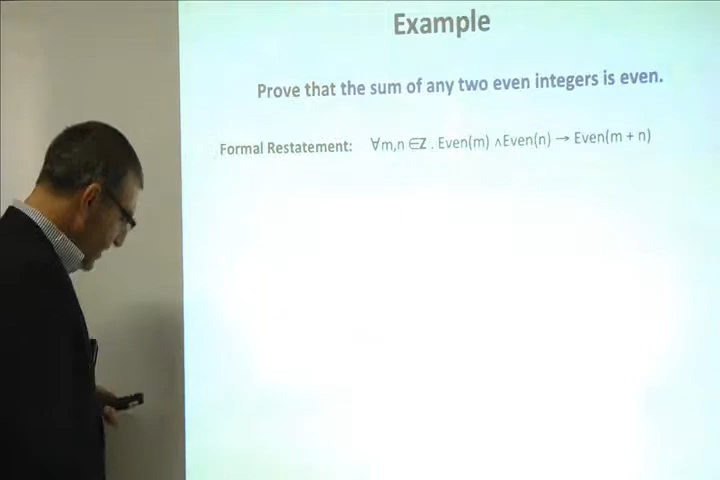 Example
Prove that the sum of any two even integers is even.
Formal Restatement: ∀m,n ∈Z . Even(m) ∧Even(n) → Even(m + n)